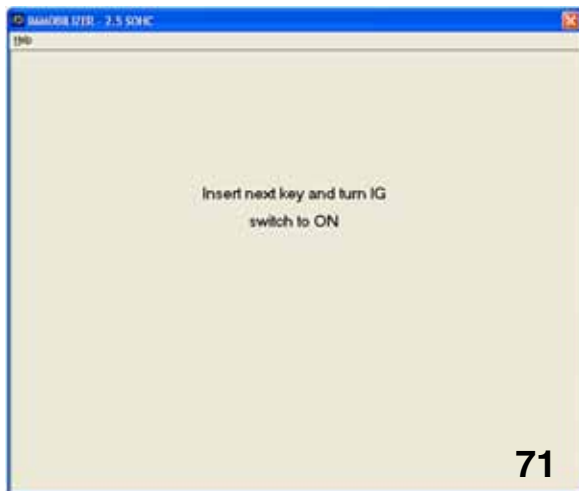 IMMOBILIZER - 2.5 SOHC
Help
Insert next key and turn IG
switch to ON
71